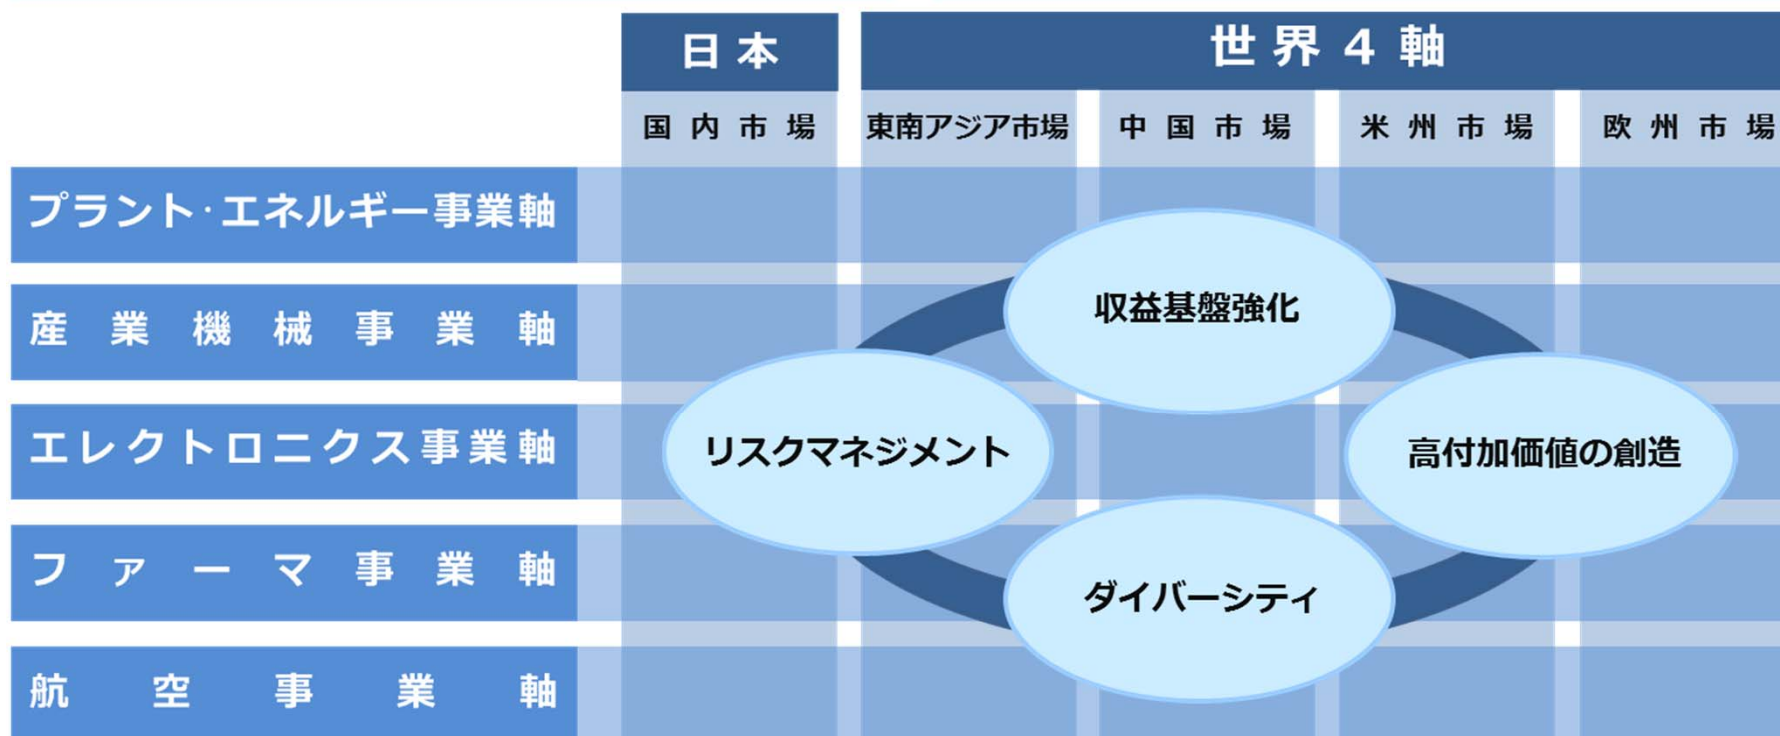 日本
世界4軸
国内市場
東南アジア市場
中国市場
米州市場
欧州市場
プラント・エネルギー事業軸
産業機械事業軸
エレクトロニクス事業軸
ファーマ事業軸
航空事業軸
収益基盤強化
リスクマネジメント
高付加価値の創造
ダイバーシティ